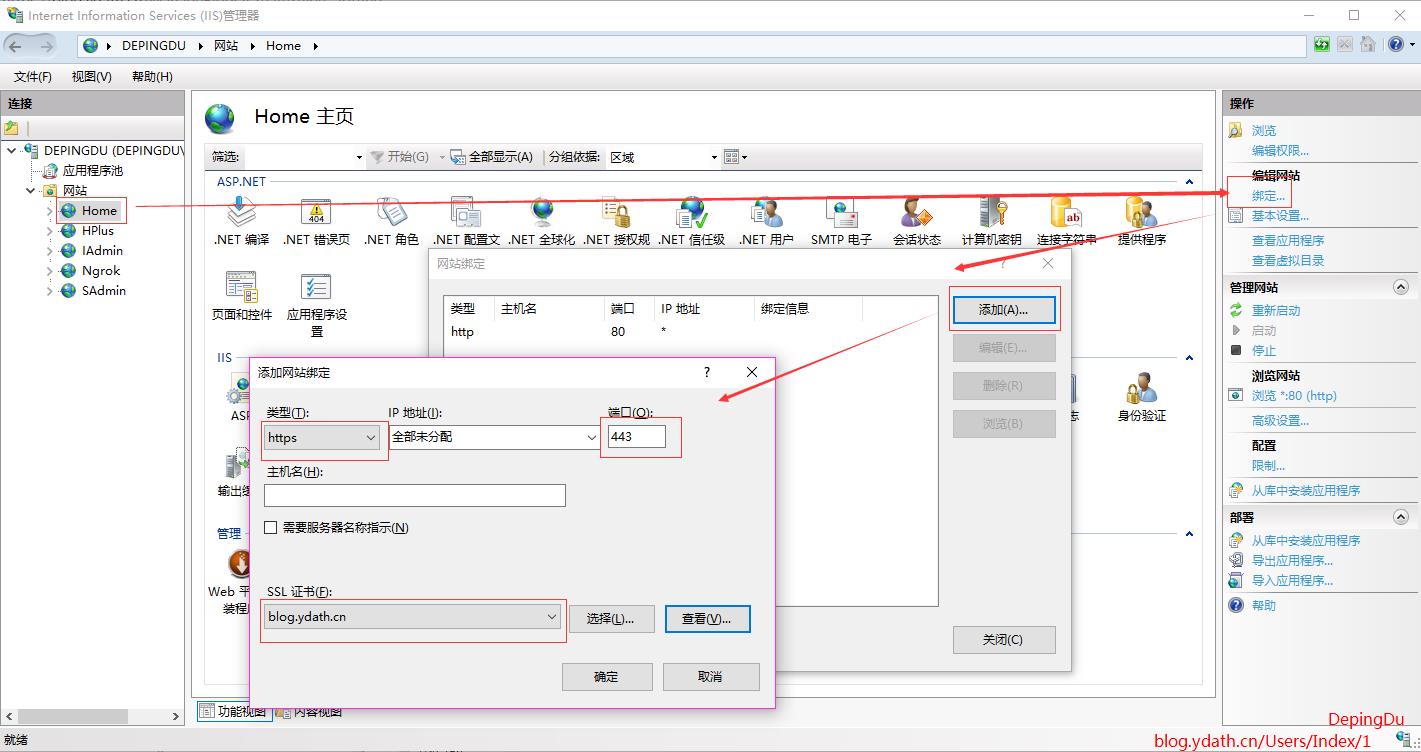 Internet Information Services (IIS)管理器
DEPINGDU
网站
Home
文件(F)
视图(V)
帮助(H)
连接
DEPINGDU (DEPINGDU\
应用程序池
网站
Home
HPlus
IAdmin
Ngrok
SAdmin
Home 主页
筛选:
开始(G)
全部显示(A)
分组依据:
区域
ASP.NET
.NET 编译
.NET 错误页
.NET 角色
.NET 配置文
.NET 全球化
.NET 授权规
.NET 信任级
.NET 用户
SMTP 电子
会话状态
计算机密钥
连接字符串
提供程序
页面和控件
应用程序设
置
IIS
ASP
身份验证
输出缓
管理
Web 平
装程序
网站绑定
?
类型
主机名
端口
IP 地址
绑定信息
http
80
*
添加(A)...
编辑(E)...
删除(R)
浏览(B)
关闭(C)
添加网站绑定
?
类型(T):
IP 地址(I):
端口(O):
https
全部未分配
443
主机名(H):
需要服务器名称指示(N)
SSL 证书(F):
blog.ydath.cn
选择(L)...
查看(V)...
确定
取消
功能视图
内容视图
操作
浏览
编辑权限...
编辑网站
绑定...
基本设置...
查看应用程序
查看虚拟目录
管理网站
重新启动
启动
停止
浏览网站
浏览 *:80 (http)
高级设置...
配置
限制...
从库中安装应用程序
部署
从库中安装应用程序
导出应用程序...
导入应用程序...
帮助
就绪
DepingDu
blog.ydath.cn/Users/Index/1